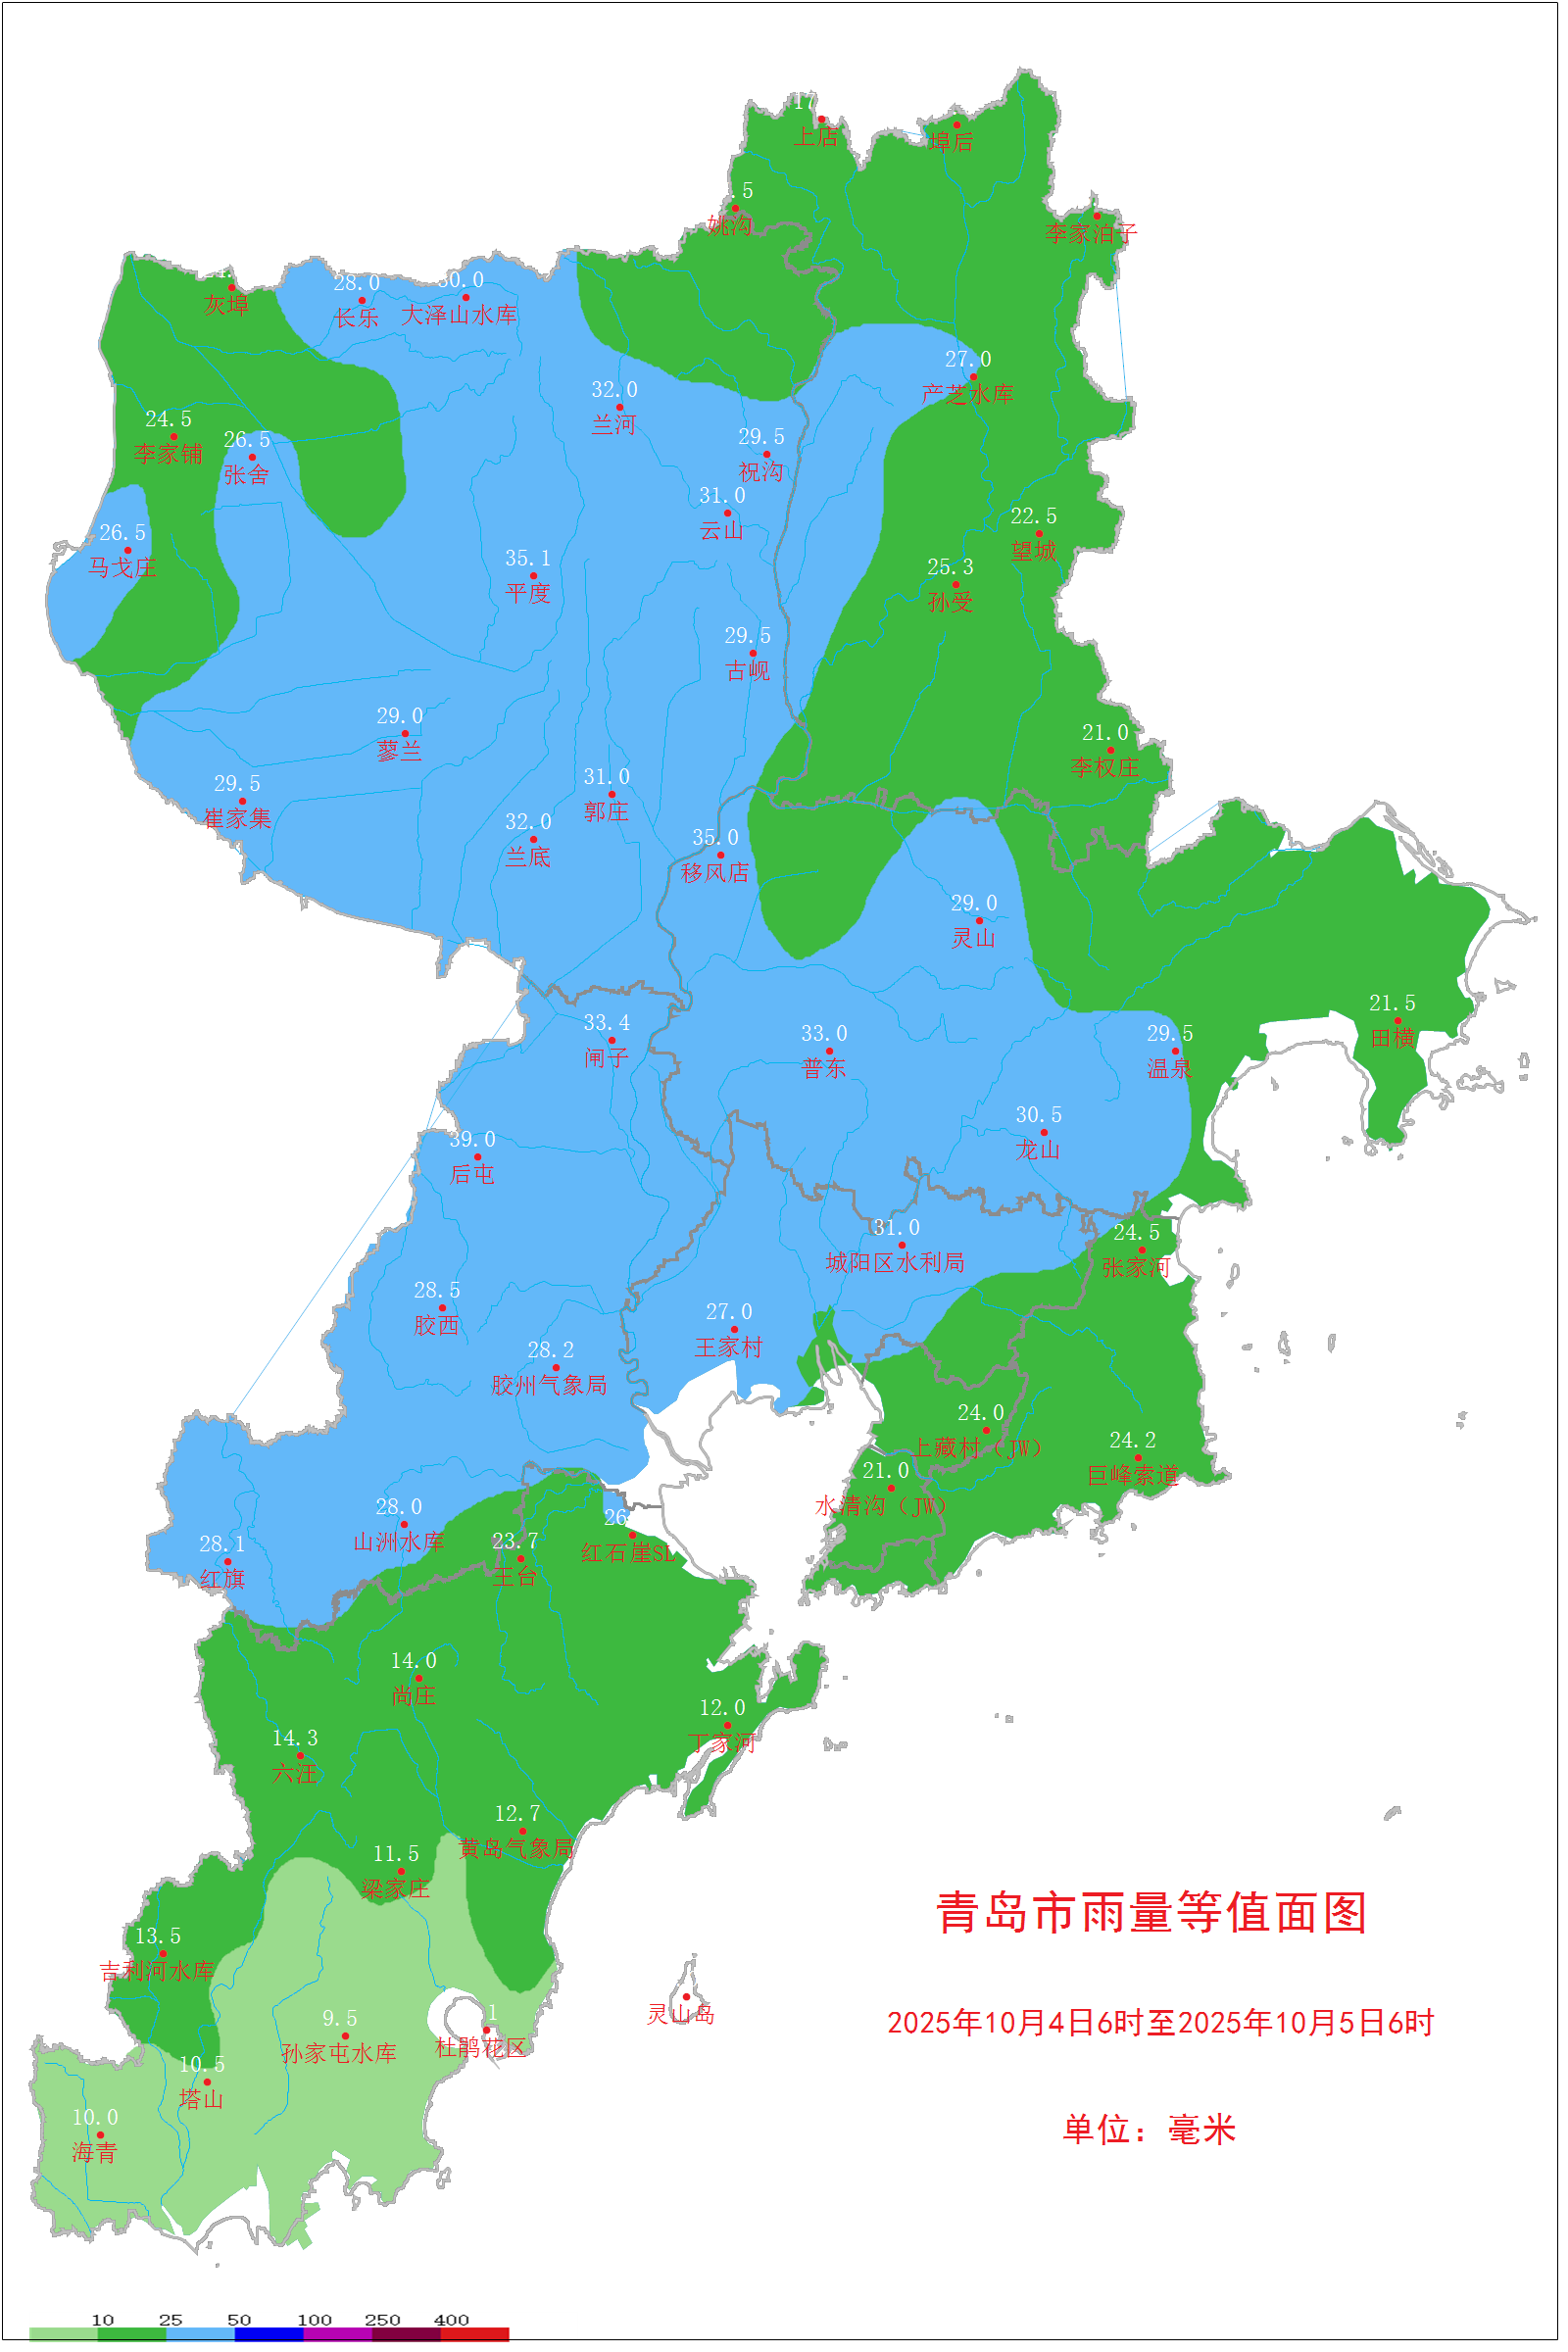 上店
埠后
.5
姚沟
李家泊子
灰埠
28.0
长乐
大泽山水库
27.0
产芝水库
32.0
兰河
24.5
李家铺
26.5
张舍
29.5
祝沟
31.0
云山
22.5
望城
26.5
马戈庄
35.1
平度
25.3
孙受
29.5
古岘
29.0
蓼兰
21.0
李权庄
29.5
崔家集
31.0
郭庄
32.0
兰底
35.0
移风店
29.0
灵山
21.5
田横
33.4
闸子
33.0
普东
29.5
温泉
30.5
龙山
39.0
后屯
31.0
城阳区水利局
24.5
张家河
28.5
胶西
27.0
王家村
28.2
胶州气象局
24.0
上藏村（JW）
24.2
巨峰索道
21.0
水清沟（JW）
28.0
山洲水库
26
红石崖SL
23.7
王台
28.1
红旗
14.0
尚庄
12.0
丁家河
14.3
六汪
12.7
黄岛气象局
11.5
梁家庄
13.5
吉利河水库
灵山岛
9.5
孙家屯水库
1
杜鹃花区
10.5
塔山
10.0
海青
青岛市雨量等值面图
2025年10月4日6时至2025年10月5日6时
单位：毫米
10 25 50 100 250 400